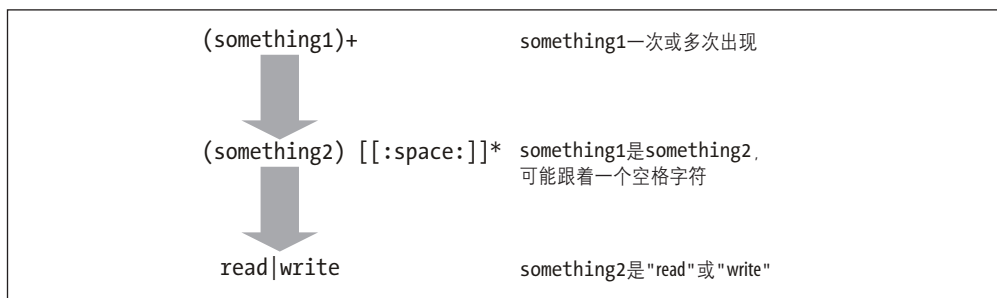 (something1)+ something1一次或多次出现
(something2) [[:space:]]* something1是something2,
可能跟着一个空格字符
read|write something2是"read"或"write"